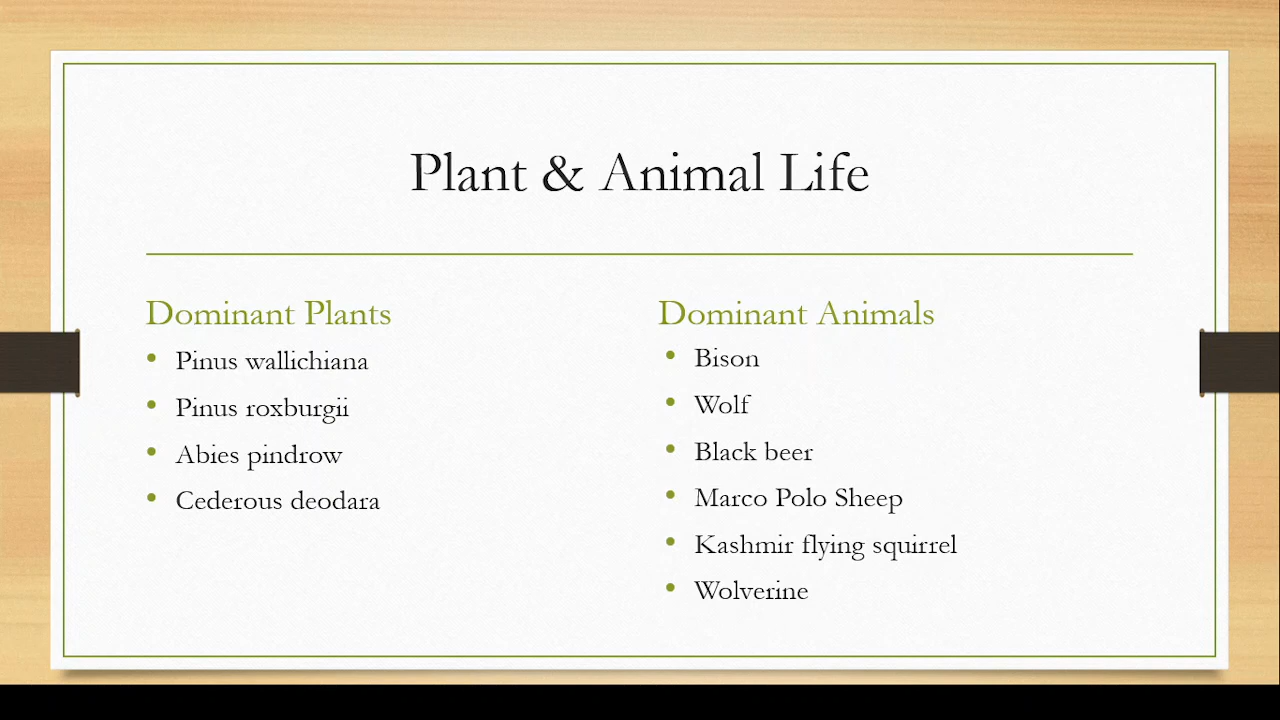 Plant & Animal Life
Dominant Plants
• Pinus wallichiana
• Pinus roxburgii
• Abies pindrow
• Cederous deodara
Dominant Animals
• Bison
• Wolf
• Black beer
• Marco Polo Sheep
• Kashmir flying squirrel
• Wolverine